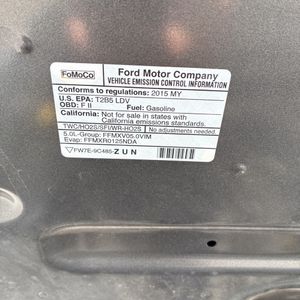 FoMoCo
Ford Motor Company
VEHICLE EMISSION CONTROL INFORMATION
Conforms to regulations: 2015 MY
U.S. EPA: T2B5 LDV
OBD: F II Fuel: Gasoline
California: Not for sale in states with
California emissions standards.
TWC/HO2S/SFI/WR-HO2S
No adjustments needed.
5.0L-Group: FFMXV05.0VIM
Evap: FFMXR0125NDA
FW7E-9C485-ZUN